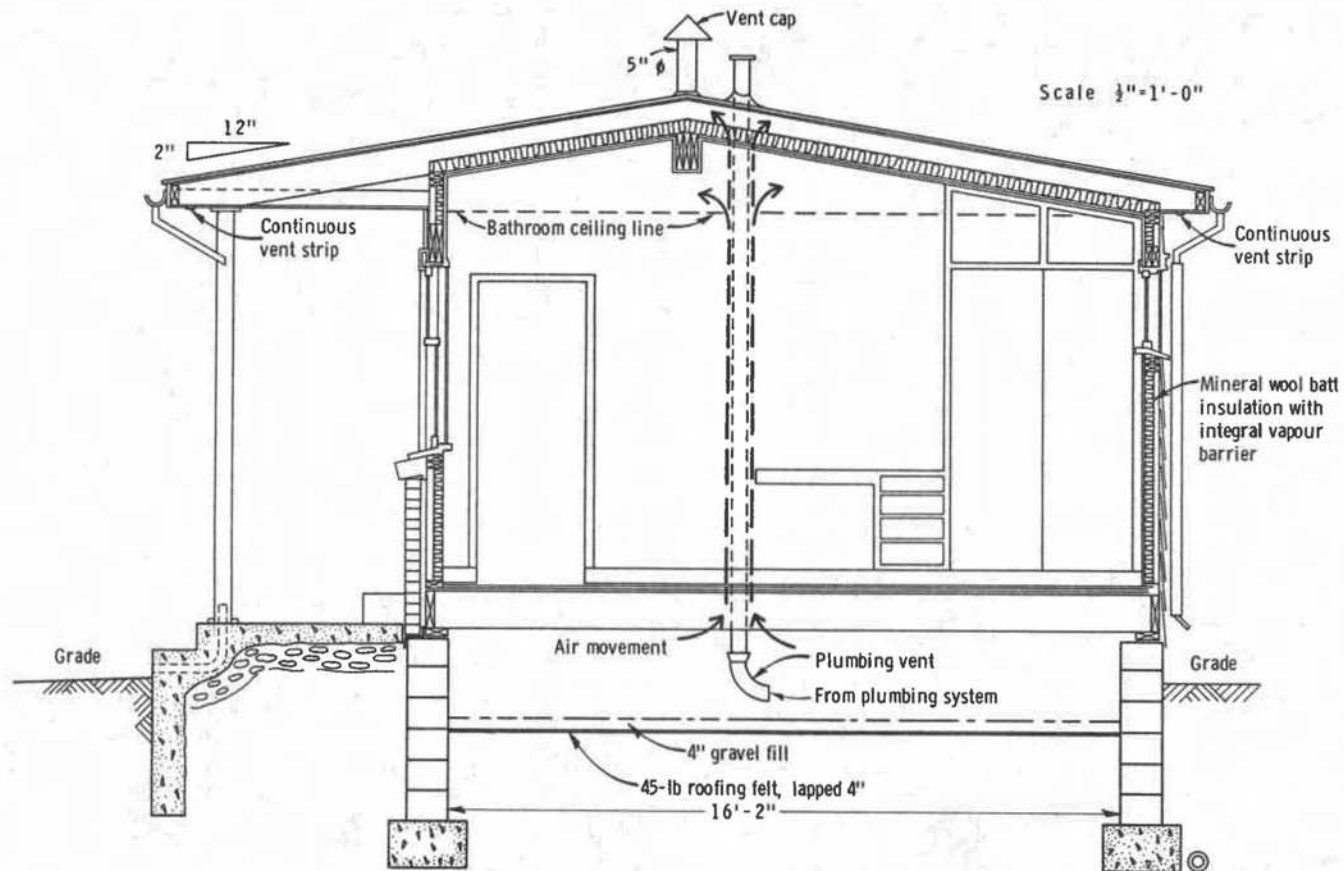 Vent cap
5" ϕ
Scale ½"=1'-0"
12"
2"
Continuous
vent strip
Bathroom ceiling line
Continuous
vent strip
Mineral wool batt
insulation with
integral vapour
barrier
Air movement
Grade
Plumbing vent
Grade
From plumbing system
4" gravel fill
45-lb roofing felt, lapped 4"
16'-2"